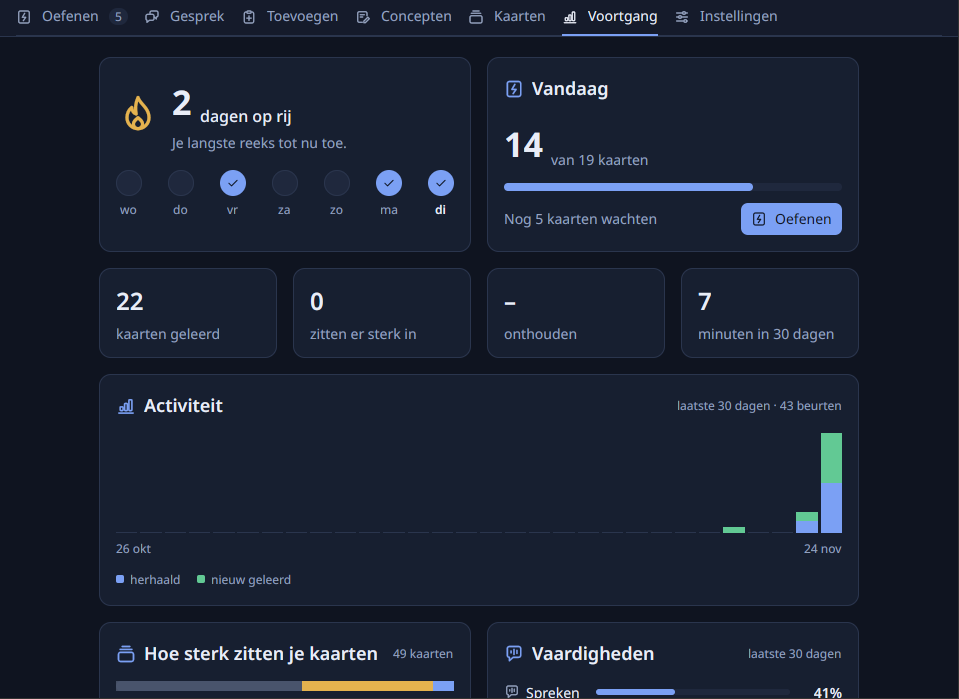 Oefenen 5 Gesprek Toevoegen Concepten Kaarten Voortgang Instellingen
2 dagen op rij
Je langste reeks tot nu toe.
wo do vr za zo ma di
Vandaag
14 van 19 kaarten
Nog 5 kaarten wachten
Oefenen
22
kaarten geleerd
0
zitten er sterk in
–
onthouden
7
minuten in 30 dagen
Activiteit
laatste 30 dagen · 43 beurten
26 okt
24 nov
herhaald
nieuw geleerd
Hoe sterk zitten je kaarten
49 kaarten
Vaardigheden
laatste 30 dagen
Spreken
41%